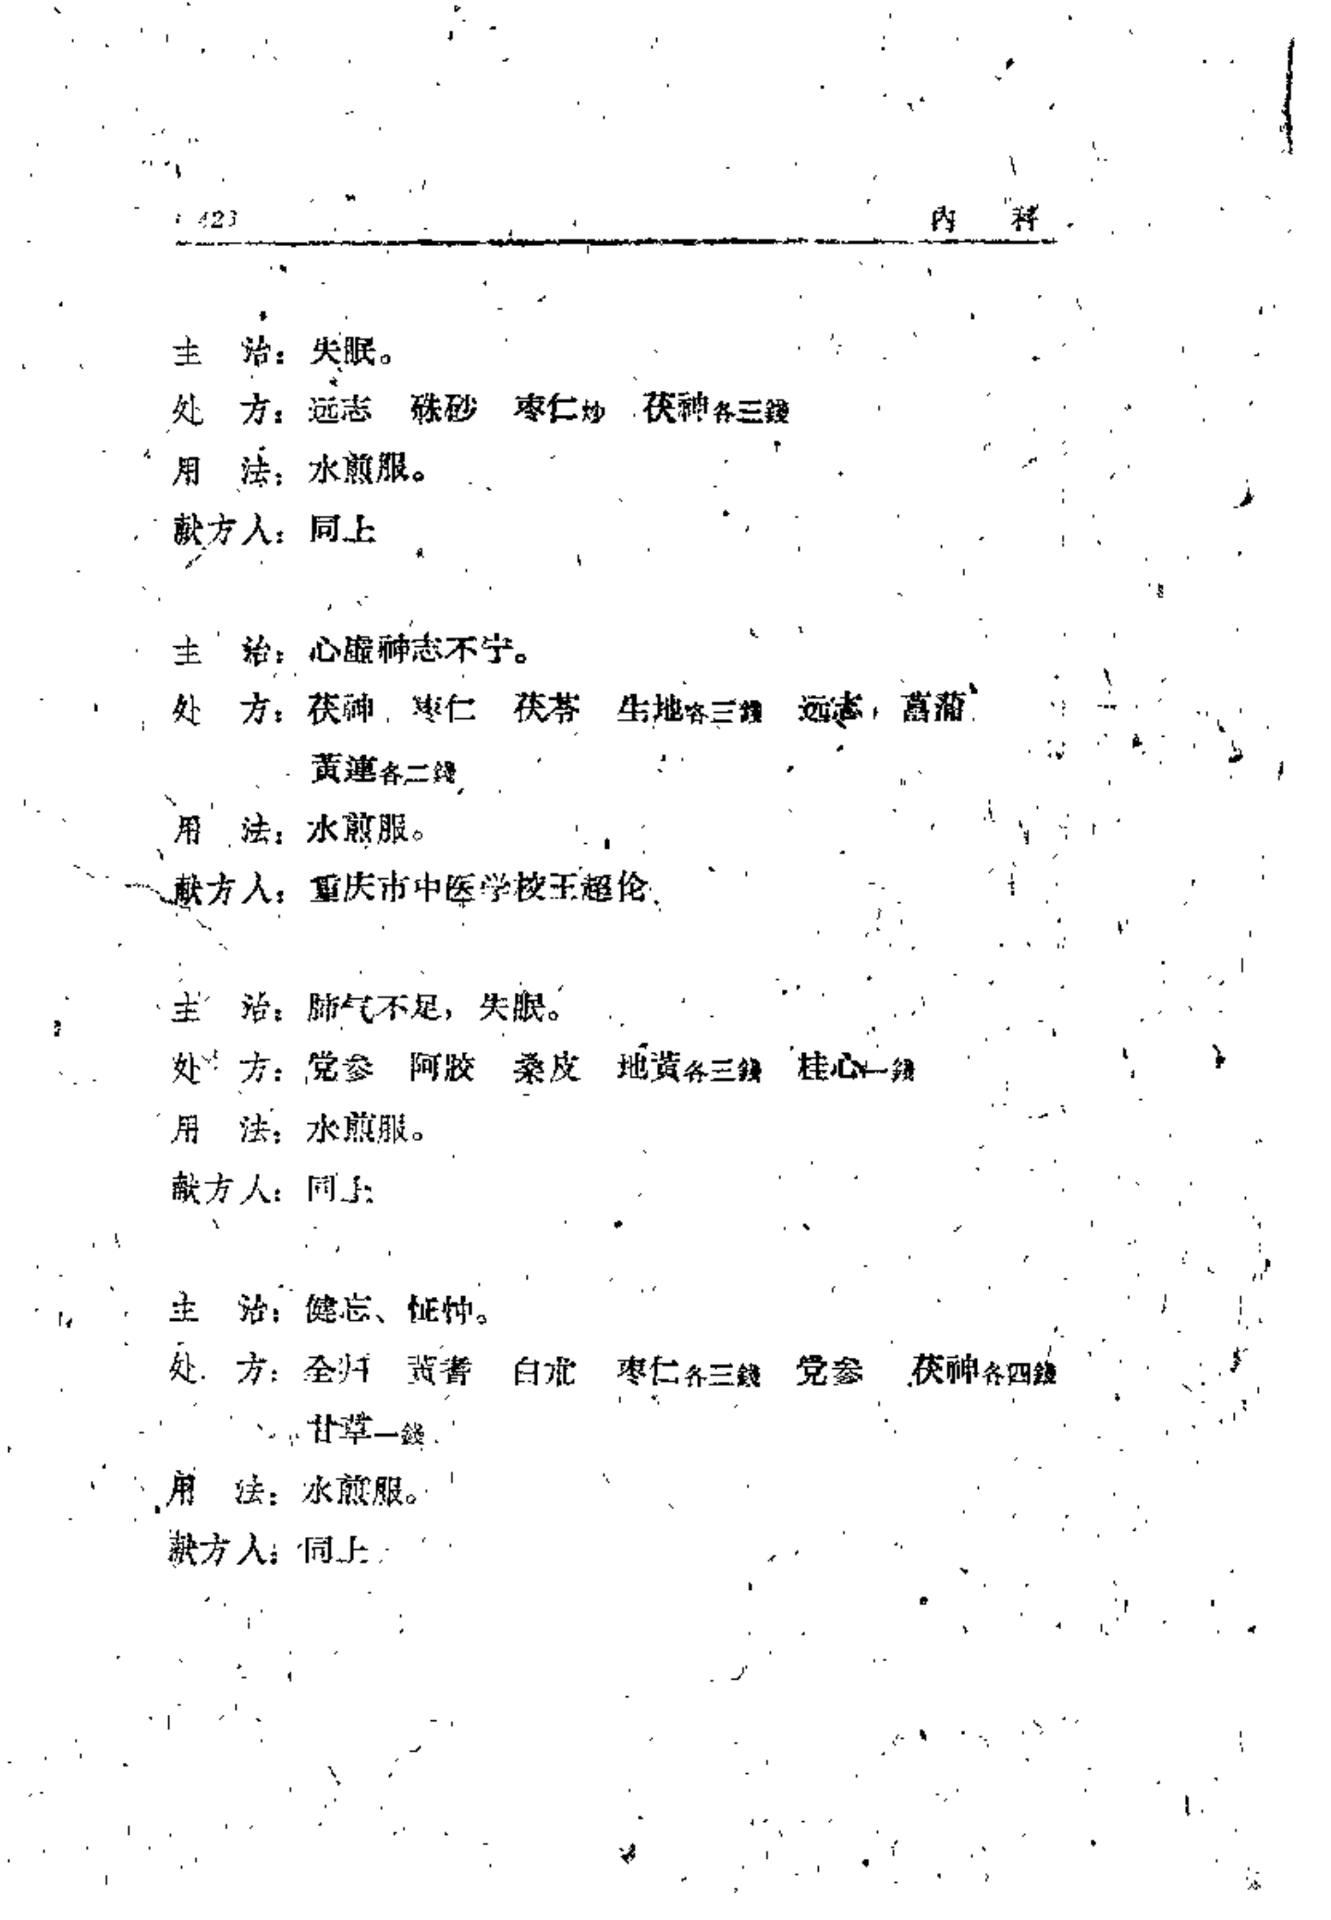 423 内 科
主 治：失眠。
处 方：远志 硃砂 枣仁炒 茯神各三錢
用 法：水煎服。
献方人：同上
主 治：心虚神志不宁。
处 方：茯神 枣仁 茯苓 生地各三錢 远志 菖蒲
黄連各二錢
用 法：水煎服。
献方人：重庆市中医学校王超伦
主 治：肺气不足，失眠。
处 方：党参 阿胶 桑皮 地黄各三錢 桂心一錢
用 法：水煎服。
献方人：同上
主 治：健忘、怔忡。
处 方：全归 黄耆 白朮 枣仁各三錢 党参 茯神各四錢
甘草一錢
用 法：水煎服。
献方人：同上